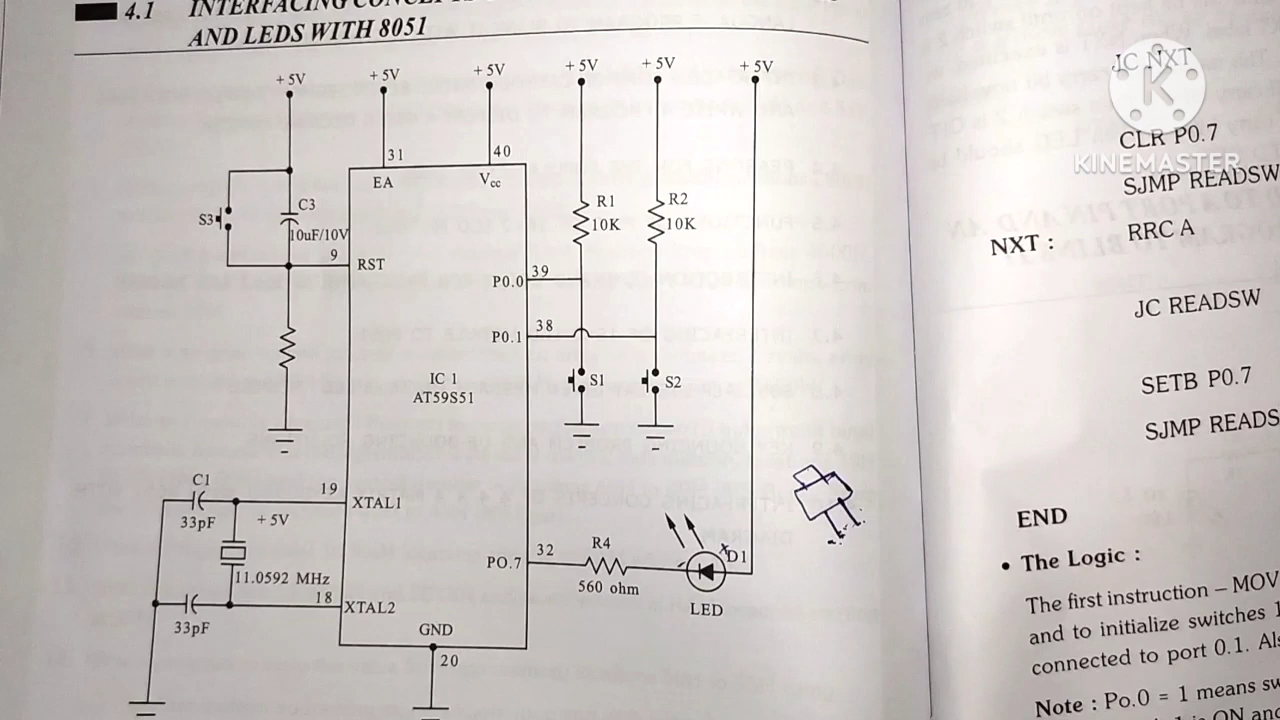 4.1
AND LEDS WITH 8051
+5V
+5V
+5V
+5V
+5V
+5V
31
40
EA
Vcc
S3
C3
10uF/10V
9
RST
R1
10K
R2
10K
P0.0
39
P0.1
38
S1
S2
IC 1
AT59S51
C1
33pF
+5V
19
XTAL1
11.0592 MHz
18
XTAL2
33pF
PO.7
32
R4
560 ohm
D1
LED
GND
20
JC NXT
K
KINEMASTER
CLR P0.7
SJMP READSW
NXT :
RRC A
JC READSW
SETB P0.7
SJMP READS
END
• The Logic :
The first instruction – MOV
and to initialize switches 1
connected to port 0.1. Al
Note : Po.0 = 1 means sw
ON and